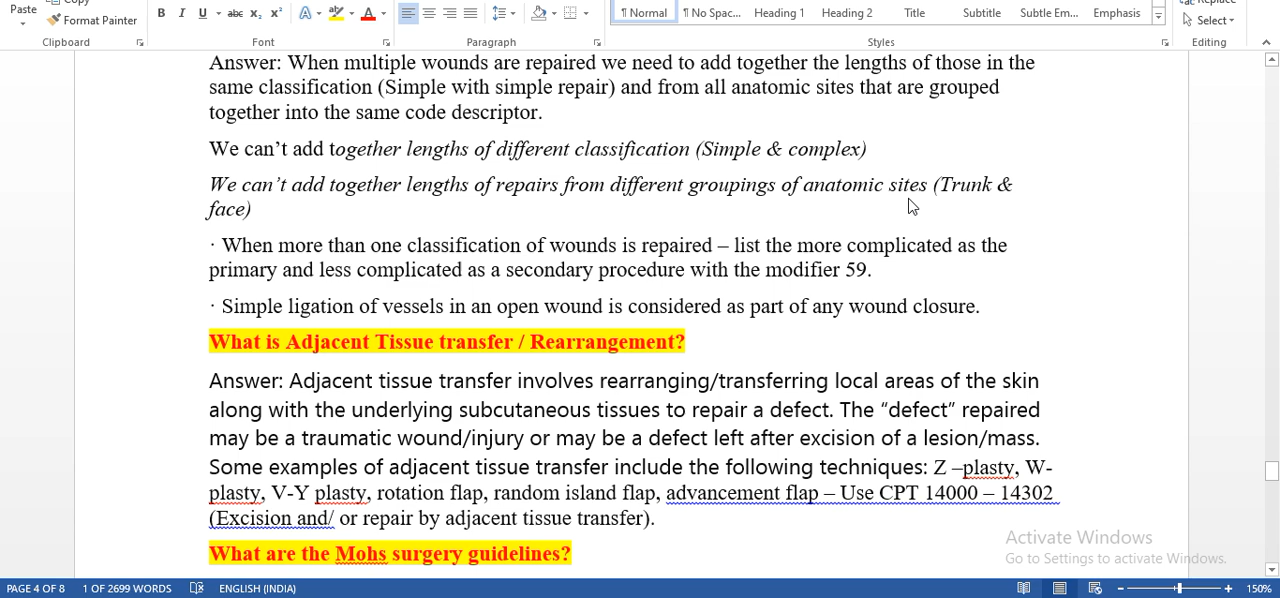 Paste
Copy
Format Painter
Clipboard
B I U abc x₂ x² A ab A
Font
Paragraph
¶ Normal ¶ No Spac... Heading 1 Heading 2 Title Subtitle Subtle Em... Emphasis
Styles
Replace
Select
Editing
Answer: When multiple wounds are repaired we need to add together the lengths of those in the
same classification (Simple with simple repair) and from all anatomic sites that are grouped
together into the same code descriptor.
We can't add together lengths of different classification (Simple & complex)
We can't add together lengths of repairs from different groupings of anatomic sites (Trunk &
face)
· When more than one classification of wounds is repaired – list the more complicated as the
primary and less complicated as a secondary procedure with the modifier 59.
· Simple ligation of vessels in an open wound is considered as part of any wound closure.
What is Adjacent Tissue transfer / Rearrangement?
Answer: Adjacent tissue transfer involves rearranging/transferring local areas of the skin
along with the underlying subcutaneous tissues to repair a defect. The “defect” repaired
may be a traumatic wound/injury or may be a defect left after excision of a lesion/mass.
Some examples of adjacent tissue transfer include the following techniques: Z –plasty, W-
plasty, V-Y plasty, rotation flap, random island flap, advancement flap – Use CPT 14000 – 14302
(Excision and/ or repair by adjacent tissue transfer).
What are the Mohs surgery guidelines?
Activate Windows
Go to Settings to activate Windows.
PAGE 4 OF 8 1 OF 2699 WORDS ENGLISH (INDIA) 150%